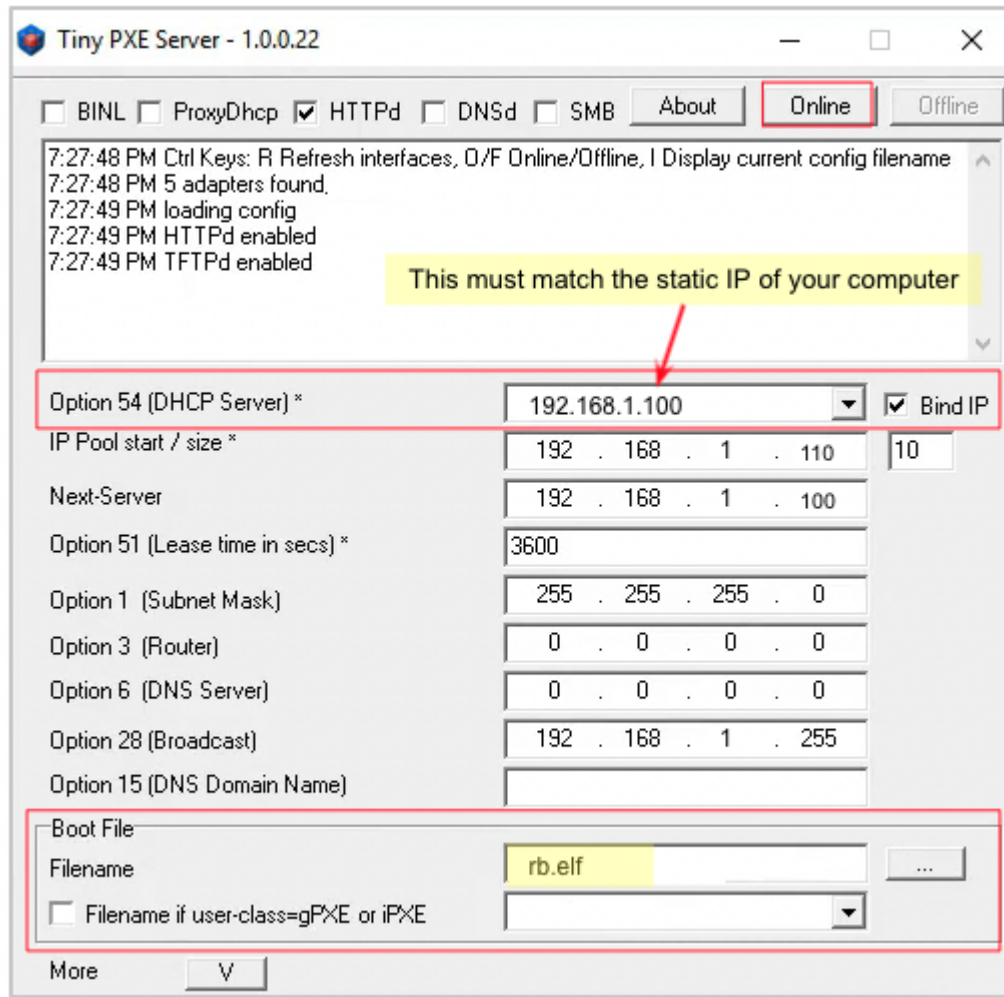 Tiny PXE Server - 1.0.0.22
BINL ProxyDhcp HTTPd DNSd SMB About Online Offline
7:27:48 PM Ctrl Keys: R Refresh interfaces, O/F Online/Offline, I Display current config filename
7:27:48 PM 5 adapters found,
7:27:49 PM loading config
7:27:49 PM HTTPd enabled
7:27:49 PM TFTPd enabled
This must match the static IP of your computer
Option 54 (DHCP Server) * 192.168.1.100 Bind IP
IP Pool start / size * 192 . 168 . 1 . 110 10
Next-Server 192 . 168 . 1 . 100
Option 51 (Lease time in secs) * 3600
Option 1 (Subnet Mask) 255 . 255 . 255 . 0
Option 3 (Router) 0 . 0 . 0 . 0
Option 6 (DNS Server) 0 . 0 . 0 . 0
Option 28 (Broadcast) 192 . 168 . 1 . 255
Option 15 (DNS Domain Name)
Boot File
Filename rb.elf ...
Filename if user-class=gPXE or iPXE
More V